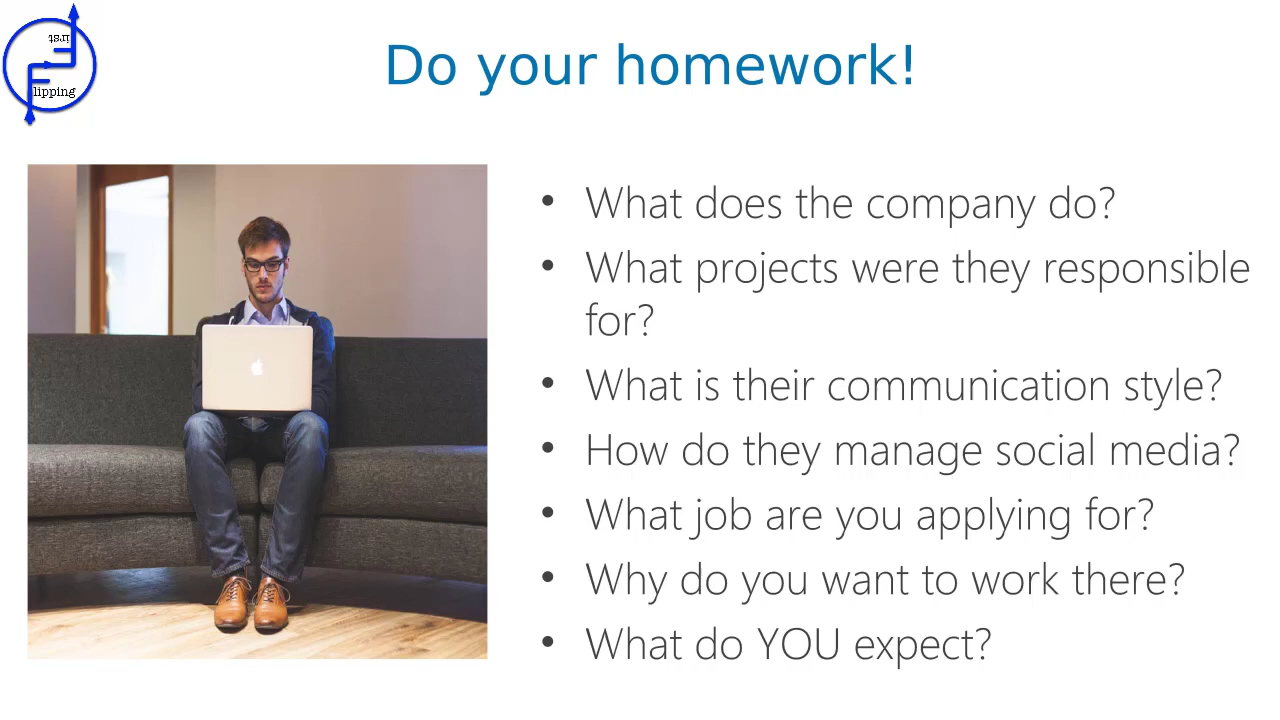 irst
lipping
Do your homework!
• What does the company do?
• What projects were they responsible
for?
• What is their communication style?
• How do they manage social media?
• What job are you applying for?
• Why do you want to work there?
• What do YOU expect?